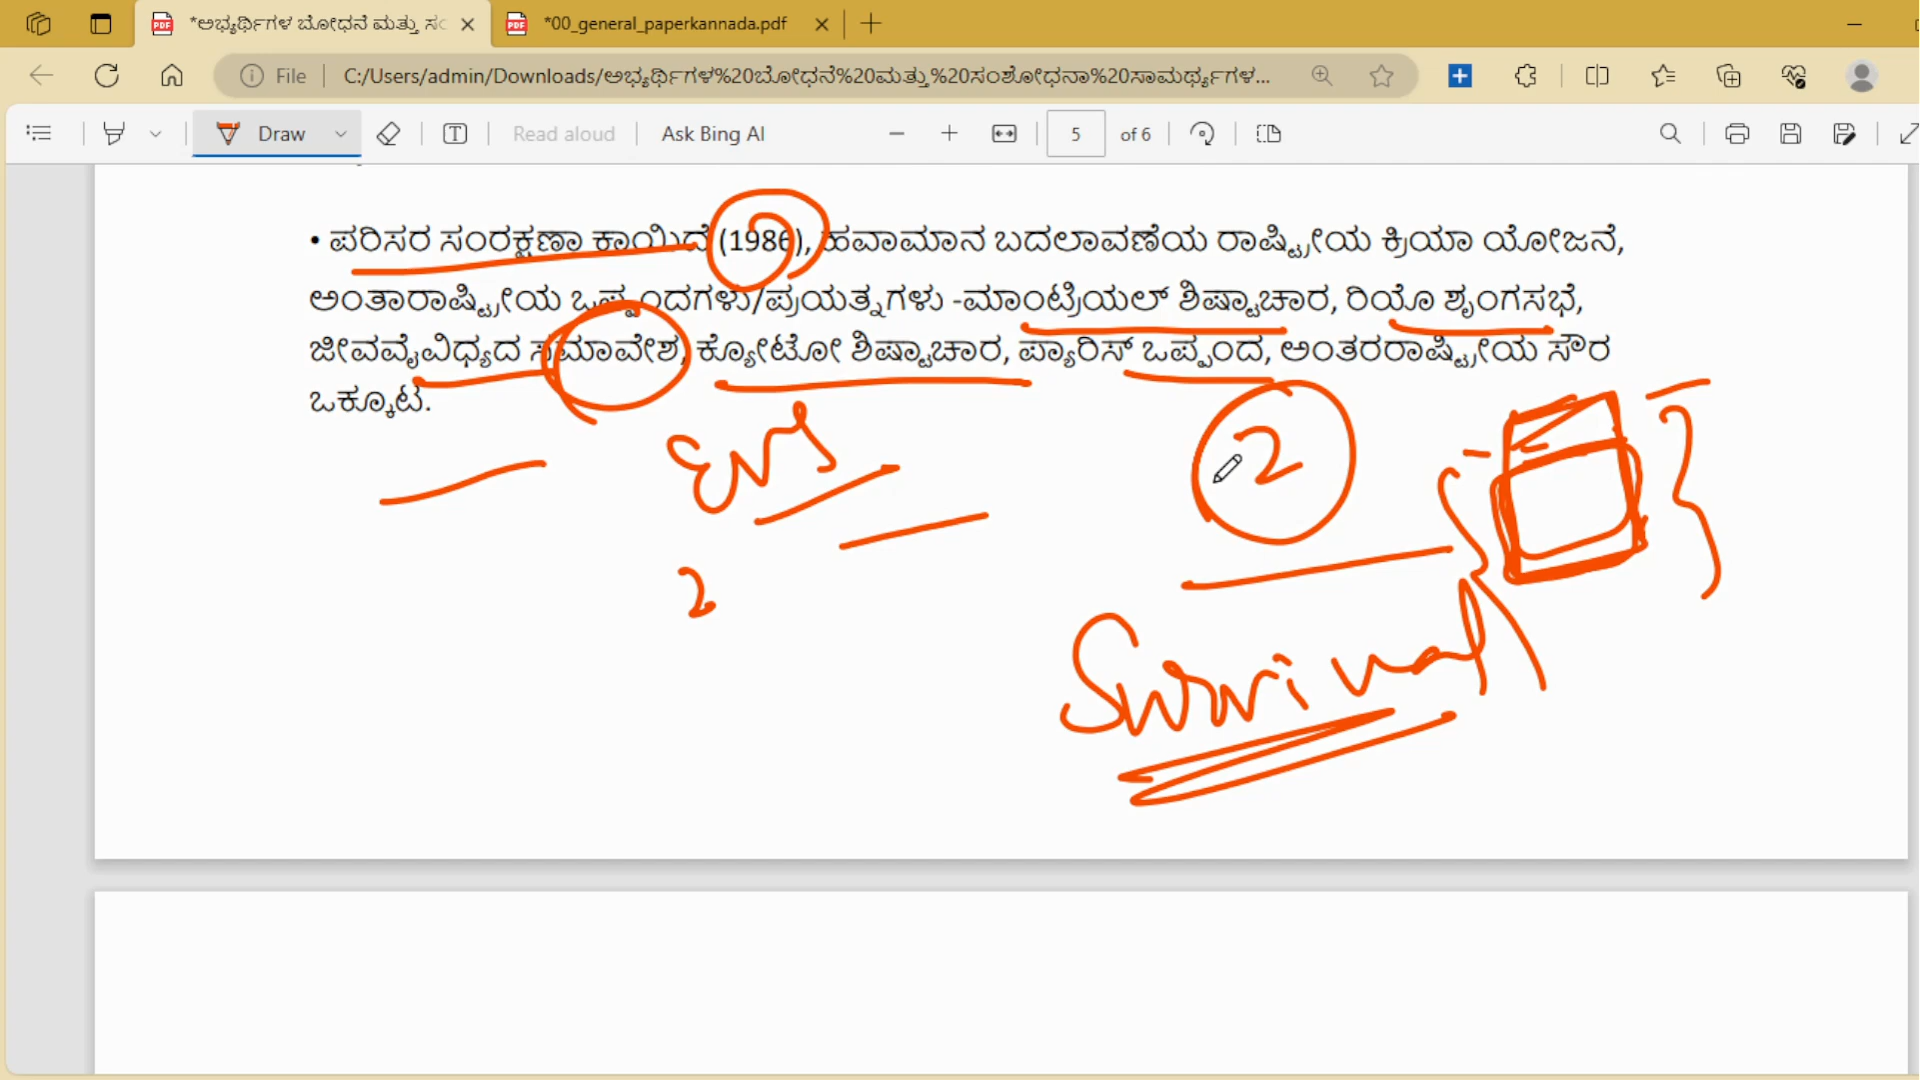 *ಅಭ್ಯರ್ಥಿಗಳ ಬೋಧನೆ ಮತ್ತು ಸಂ
*00_general_paperkannada.pdf
File
C:/Users/admin/Downloads/ಅಭ್ಯರ್ಥಿಗಳ%20ಬೋಧನೆ%20ಮತ್ತು%20ಸಂಶೋಧನಾ%20ಸಾಮರ್ಥ್ಯಗಳ...
Draw
Read aloud
Ask Bing AI
5 of 6
• ಪರಿಸರ ಸಂರಕ್ಷಣಾ ಕಾಯಿದೆ (1986), ಹವಾಮಾನ ಬದಲಾವಣೆಯ ರಾಷ್ಟ್ರೀಯ ಕ್ರಿಯಾ ಯೋಜನೆ,
ಅಂತಾರಾಷ್ಟ್ರೀಯ ಒಪ್ಪಂದಗಳು/ಪ್ರಯತ್ನಗಳು -ಮಾಂಟ್ರಿಯಲ್ ಶಿಷ್ಟಾಚಾರ, ರಿಯೊ ಶೃಂಗಸಭೆ,
ಜೀವವೈವಿಧ್ಯದ ಸಮಾವೇಶ, ಕ್ಯೋಟೋ ಶಿಷ್ಟಾಚಾರ, ಪ್ಯಾರಿಸ್ ಒಪ್ಪಂದ, ಅಂತರರಾಷ್ಟ್ರೀಯ ಸೌರ
ಒಕ್ಕೂಟ.
EVS
2
2
Survival